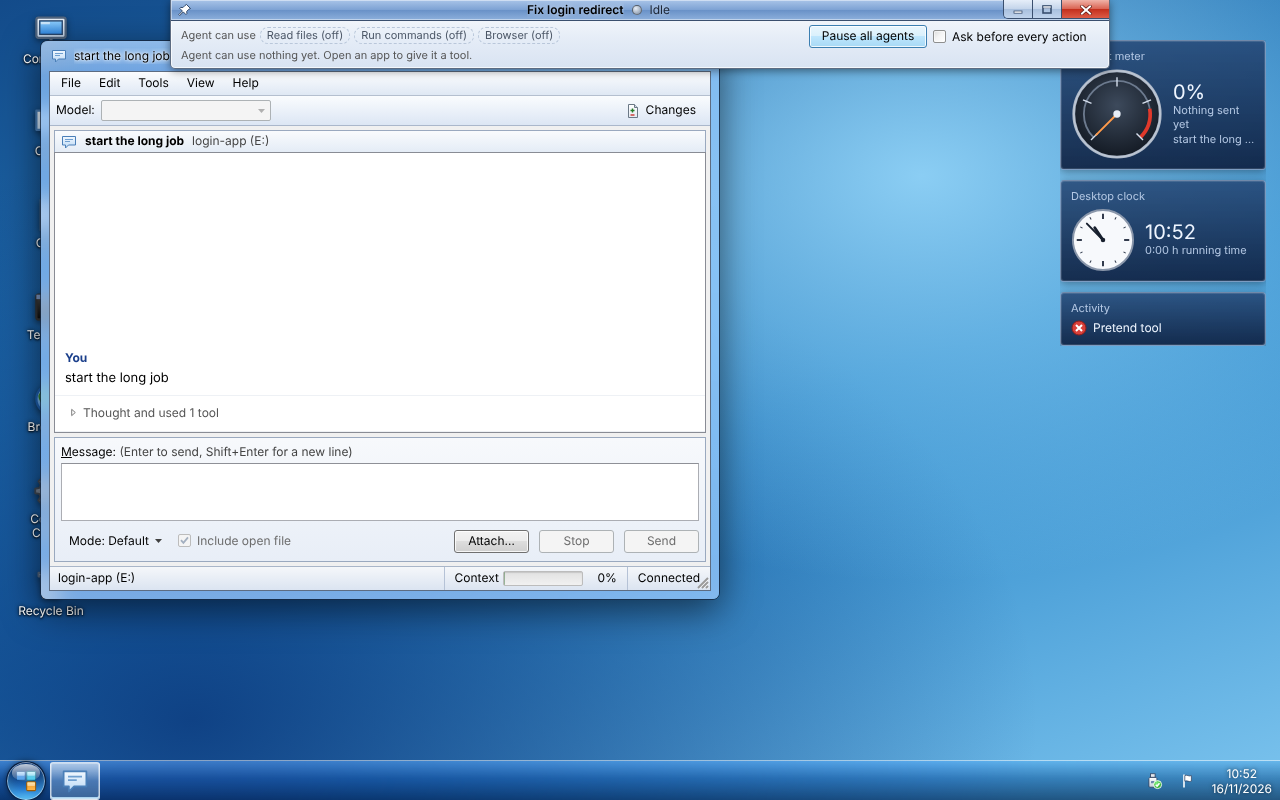 Fix login redirect Idle
Agent can use Read files (off) Run commands (off) Browser (off)
Pause all agents Ask before every action
Agent can use nothing yet. Open an app to give it a tool.
start the long job
File Edit Tools View Help
Model:
Changes
start the long job login-app (E:)
You
start the long job
Thought and used 1 tool
Message: (Enter to send, Shift+Enter for a new line)
Mode: Default Include open file Attach... Stop Send
login-app (E:) Context 0% Connected
meter
0%
Nothing sent
yet
start the long ...
Desktop clock
10:52
0:00 h running time
Activity
Pretend tool
Recycle Bin
10:52
16/11/2026